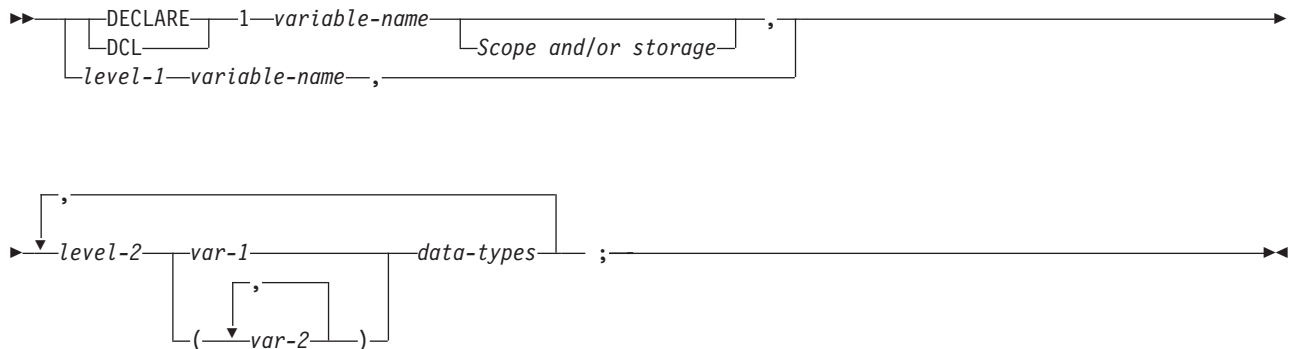 DECLARE 1 variable-name ,
DCL Scope and/or storage
level-1 variable-name ,
,
level-2 var-1 data-types ;
,
( var-2 )